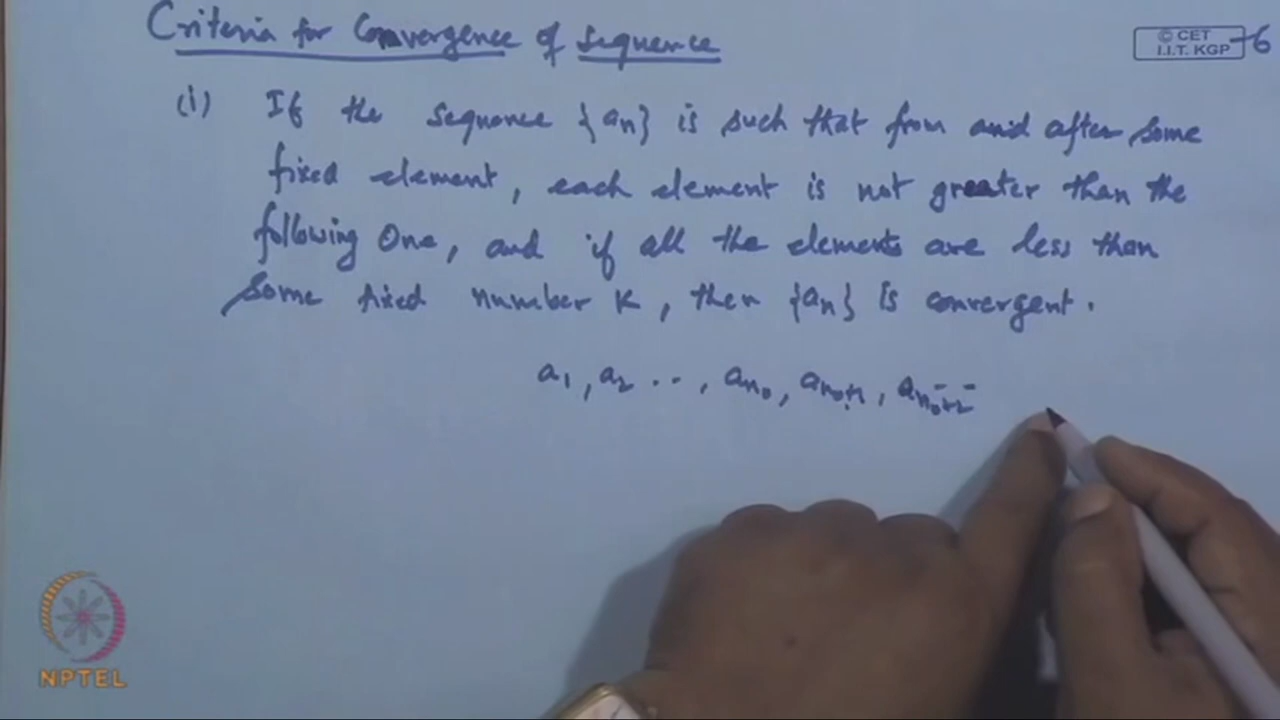 Criteria for Convergence of Sequence
© CET
I.I.T. KGP
6
(i) If the sequence {an} is such that from and after some
fixed element, each element is not greater than the
following One, and if all the elements are less than
Some fixed number K, then {an} is convergent.
a1, a2 .., an0, an0+1, an0+2 --
NPTEL